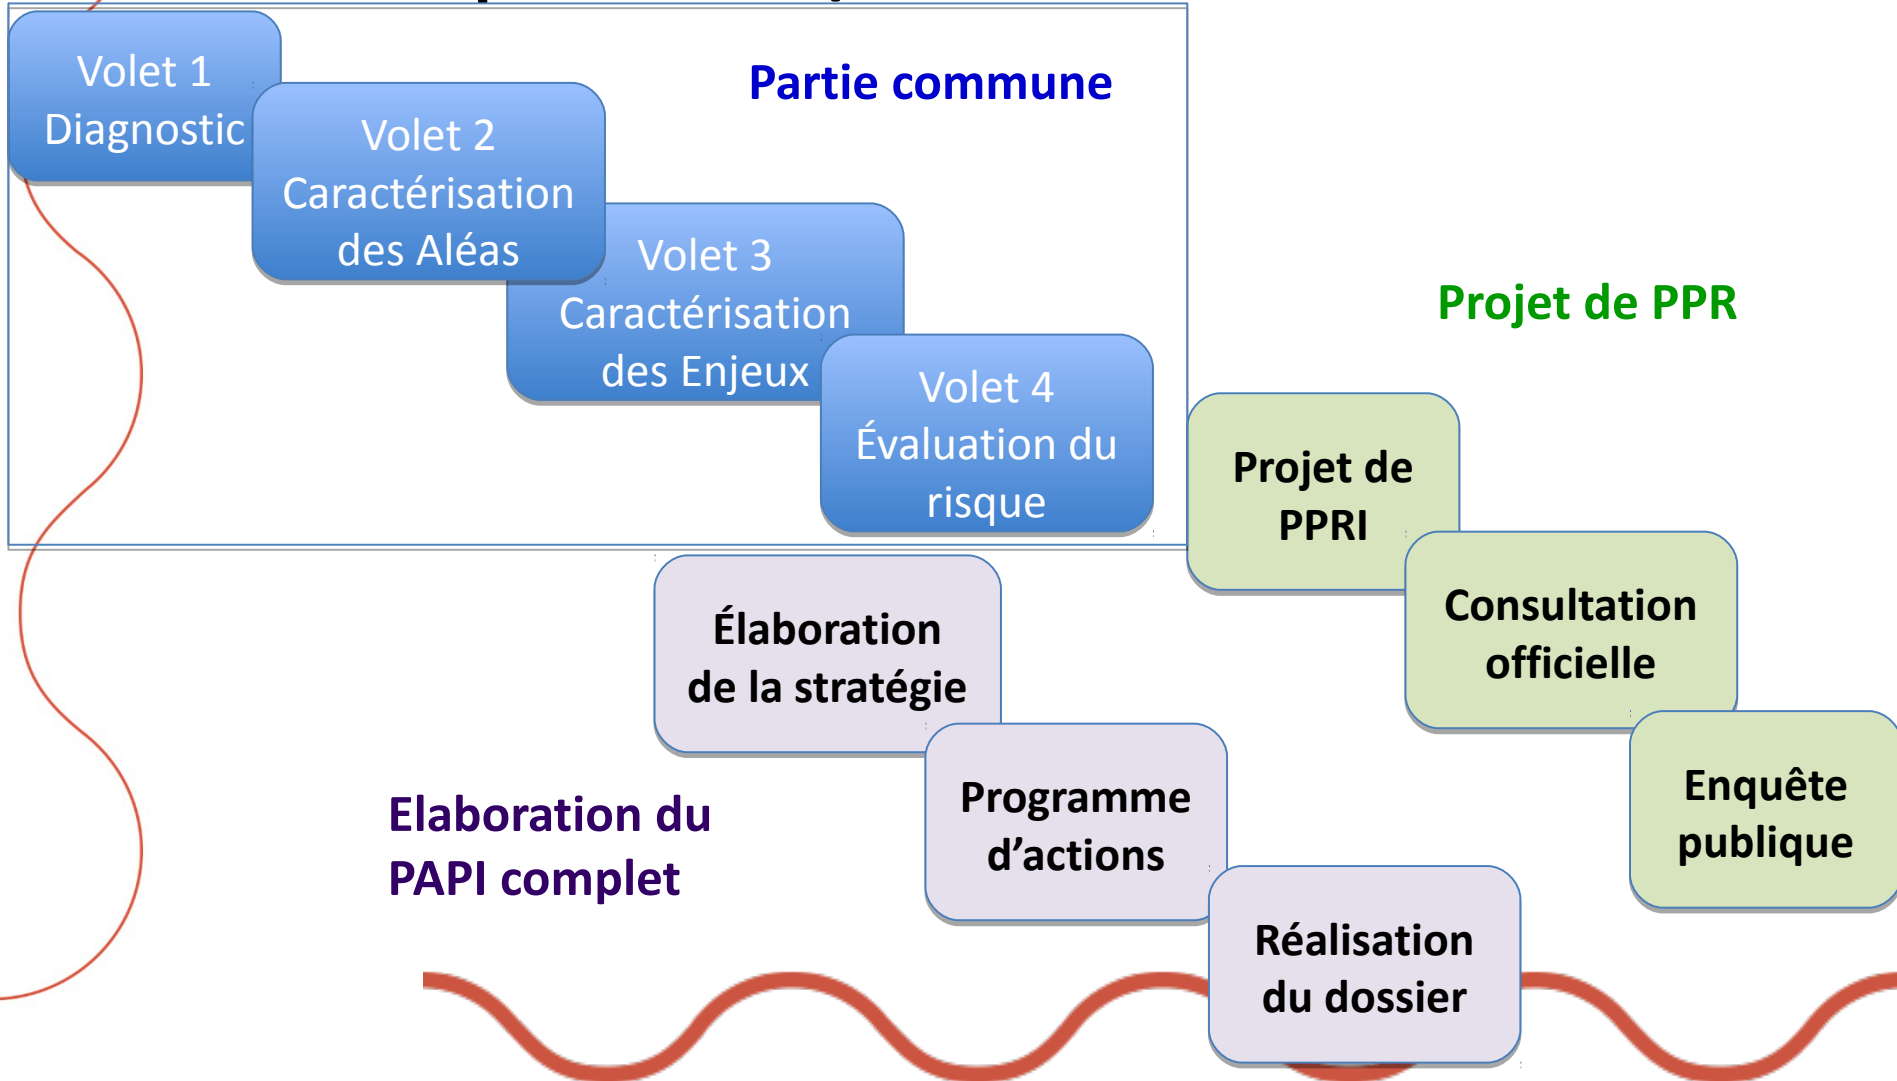 Volet 1
Diagnostic
Partie commune
Volet 2
Caractérisation
des Aléas
Volet 3
Caractérisation
des Enjeux
Volet 4
Évaluation du
risque
Projet de PPR
Projet de
PPRI
Consultation
officielle
Enquête
publique
Élaboration
de la stratégie
Programme
d’actions
Réalisation
du dossier
Elaboration du
PAPI complet